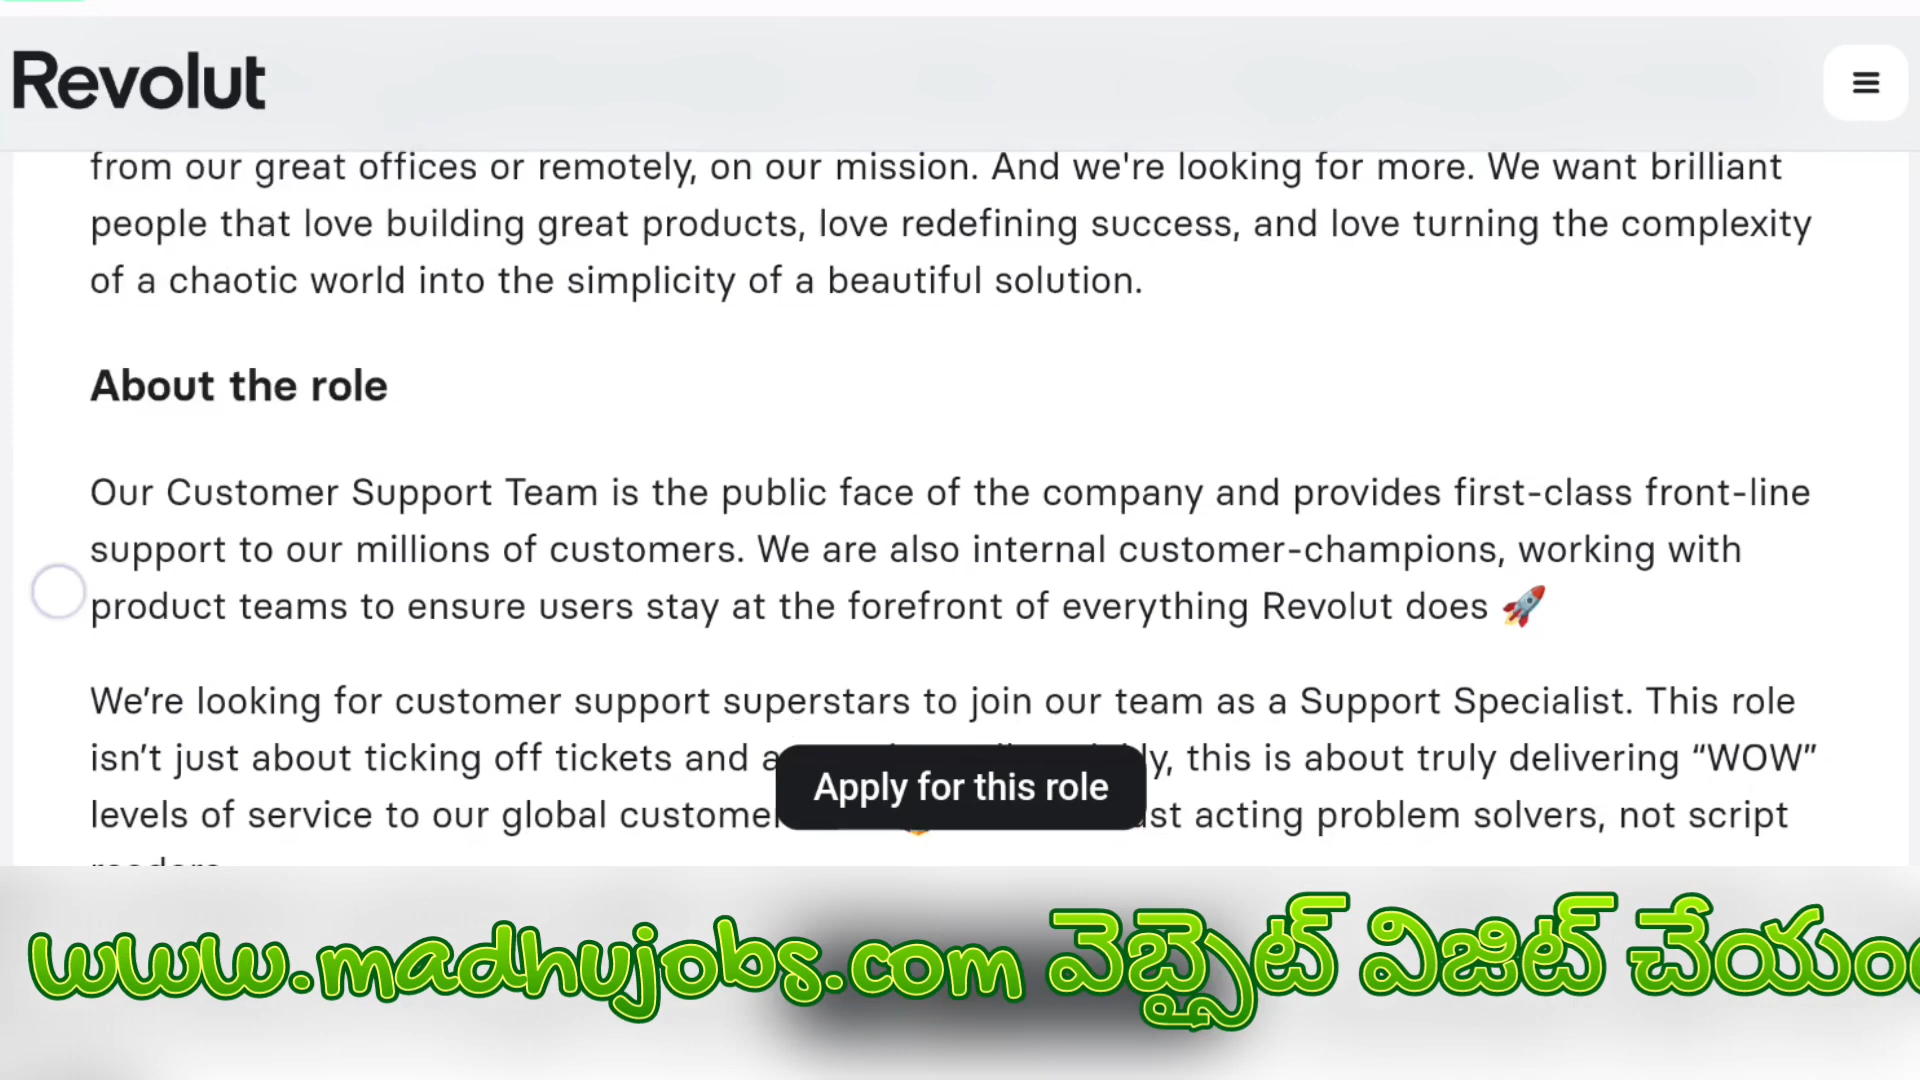 Revolut
from our great offices or remotely, on our mission. And we're looking for more. We want brilliant
people that love building great products, love redefining success, and love turning the complexity
of a chaotic world into the simplicity of a beautiful solution.
About the role
Our Customer Support Team is the public face of the company and provides first-class front-line
support to our millions of customers. We are also internal customer-champions, working with
product teams to ensure users stay at the forefront of everything Revolut does 🚀
We’re looking for customer support superstars to join our team as a Support Specialist. This role
isn’t just about ticking off tickets and this is about truly delivering “WOW”
levels of service to our global acting problem solvers, not script
Apply for this role
www.madhujobs.com వెబ్సైట్ విజిట్